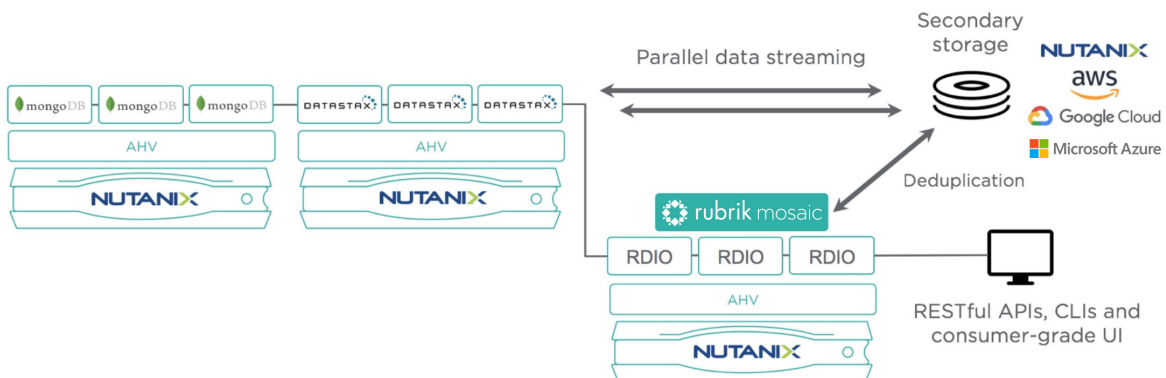 Secondary
storage
Parallel data streaming
NUTANIX
aws
Google Cloud
Microsoft Azure
mongoDB
mongoDB
mongoDB
DATASTAX
DATASTAX
DATASTAX
AHV
AHV
NUTANIX
NUTANIX
Deduplication
rubrik mosaic
RDIO
RDIO
RDIO
AHV
NUTANIX
RESTful APIs, CLIs and
consumer-grade UI